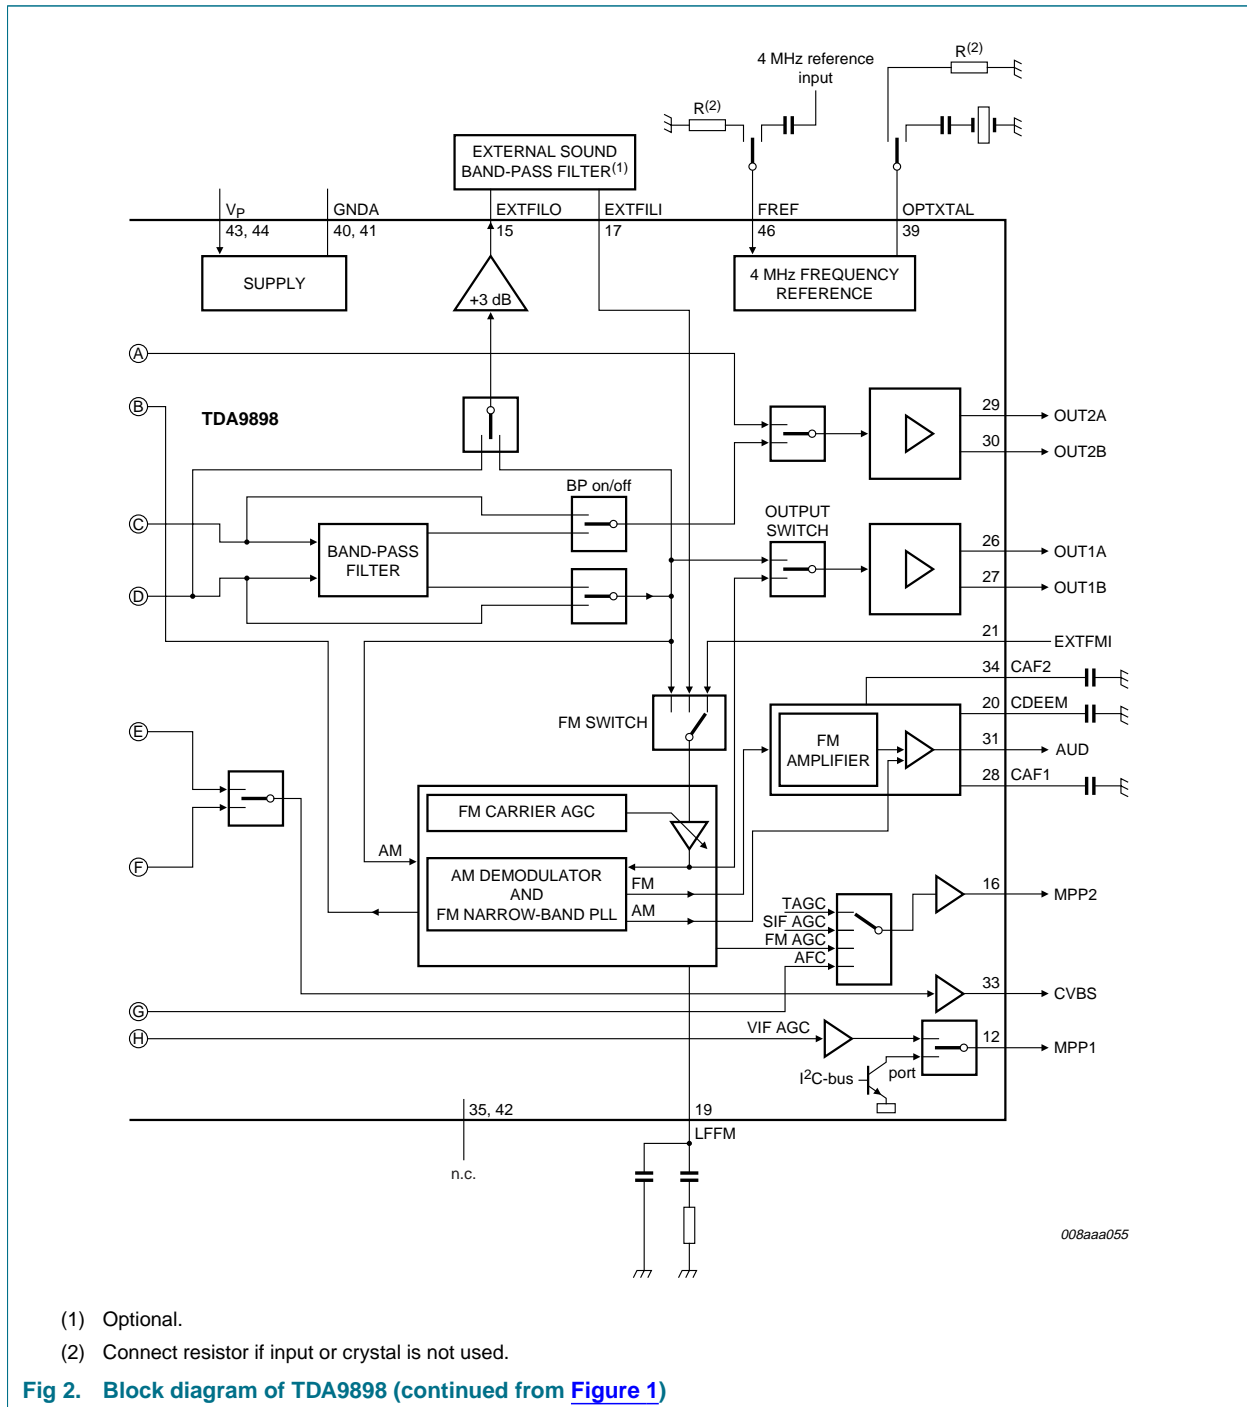 4 MHz reference
input
R(2)
R(2)
EXTERNAL SOUND
BAND-PASS FILTER(1)
VP
GNDA
EXTFILO
EXTFILI
FREF
OPTXTAL
43, 44
40, 41
15
17
46
39
SUPPLY
+3 dB
4 MHz FREQUENCY
REFERENCE
A
B
TDA9898
29
OUT2A
30
OUT2B
BP on/off
C
BAND-PASS
FILTER
OUTPUT
SWITCH
26
OUT1A
27
OUT1B
D
21
EXTFMI
34
CAF2
FM SWITCH
20
CDEEM
E
FM
AMPLIFIER
31
AUD
28
CAF1
FM CARRIER AGC
F
AM
AM DEMODULATOR
AND
FM NARROW-BAND PLL
FM
AM
TAGC
SIF AGC
FM AGC
AFC
16
MPP2
33
CVBS
G
H
VIF AGC
12
MPP1
I2C-bus
port
35, 42
n.c.
19
LFFM
008aaa055
(1) Optional.
(2) Connect resistor if input or crystal is not used.
Fig 2. Block diagram of TDA9898 (continued from Figure 1)